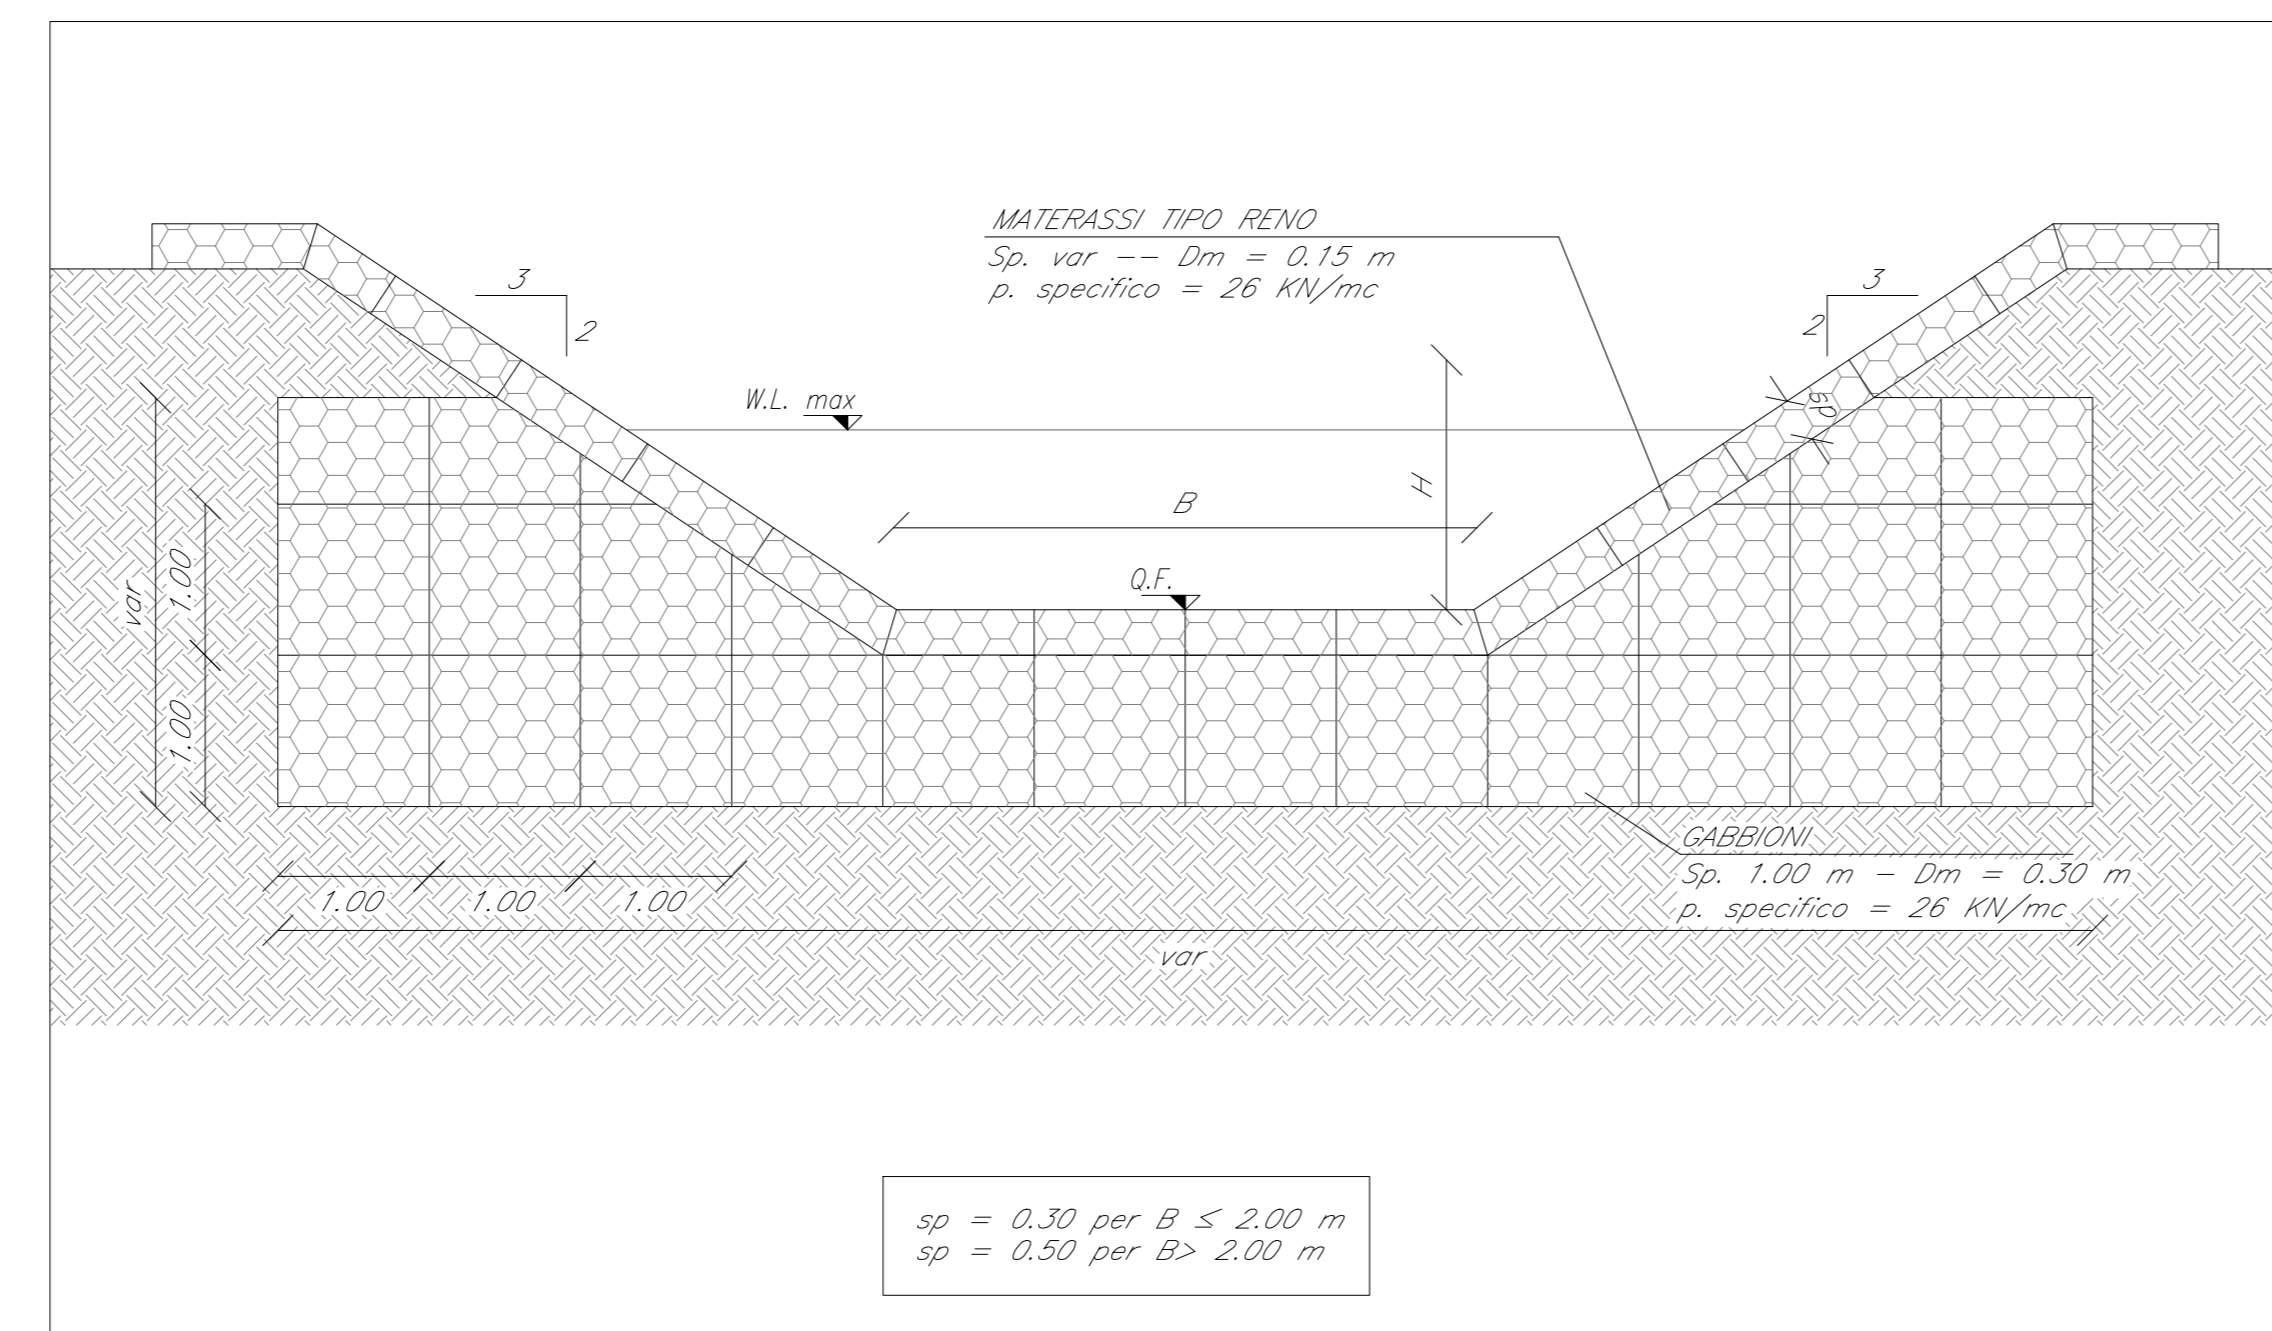 MATERASSI TIPO RENO
Sp. var -- Dm = 0.15 m
p. specifico = 26 KN/mc
3
2
3
2
W.L. max
sp
H
B
Q.F.
var
1.00
1.00
GABBIONI
Sp. 1.00 m - Dm = 0.30 m
p. specifico = 26 KN/mc
1.00 1.00 1.00
var
sp = 0.30 per B ≤ 2.00 m
sp = 0.50 per B> 2.00 m